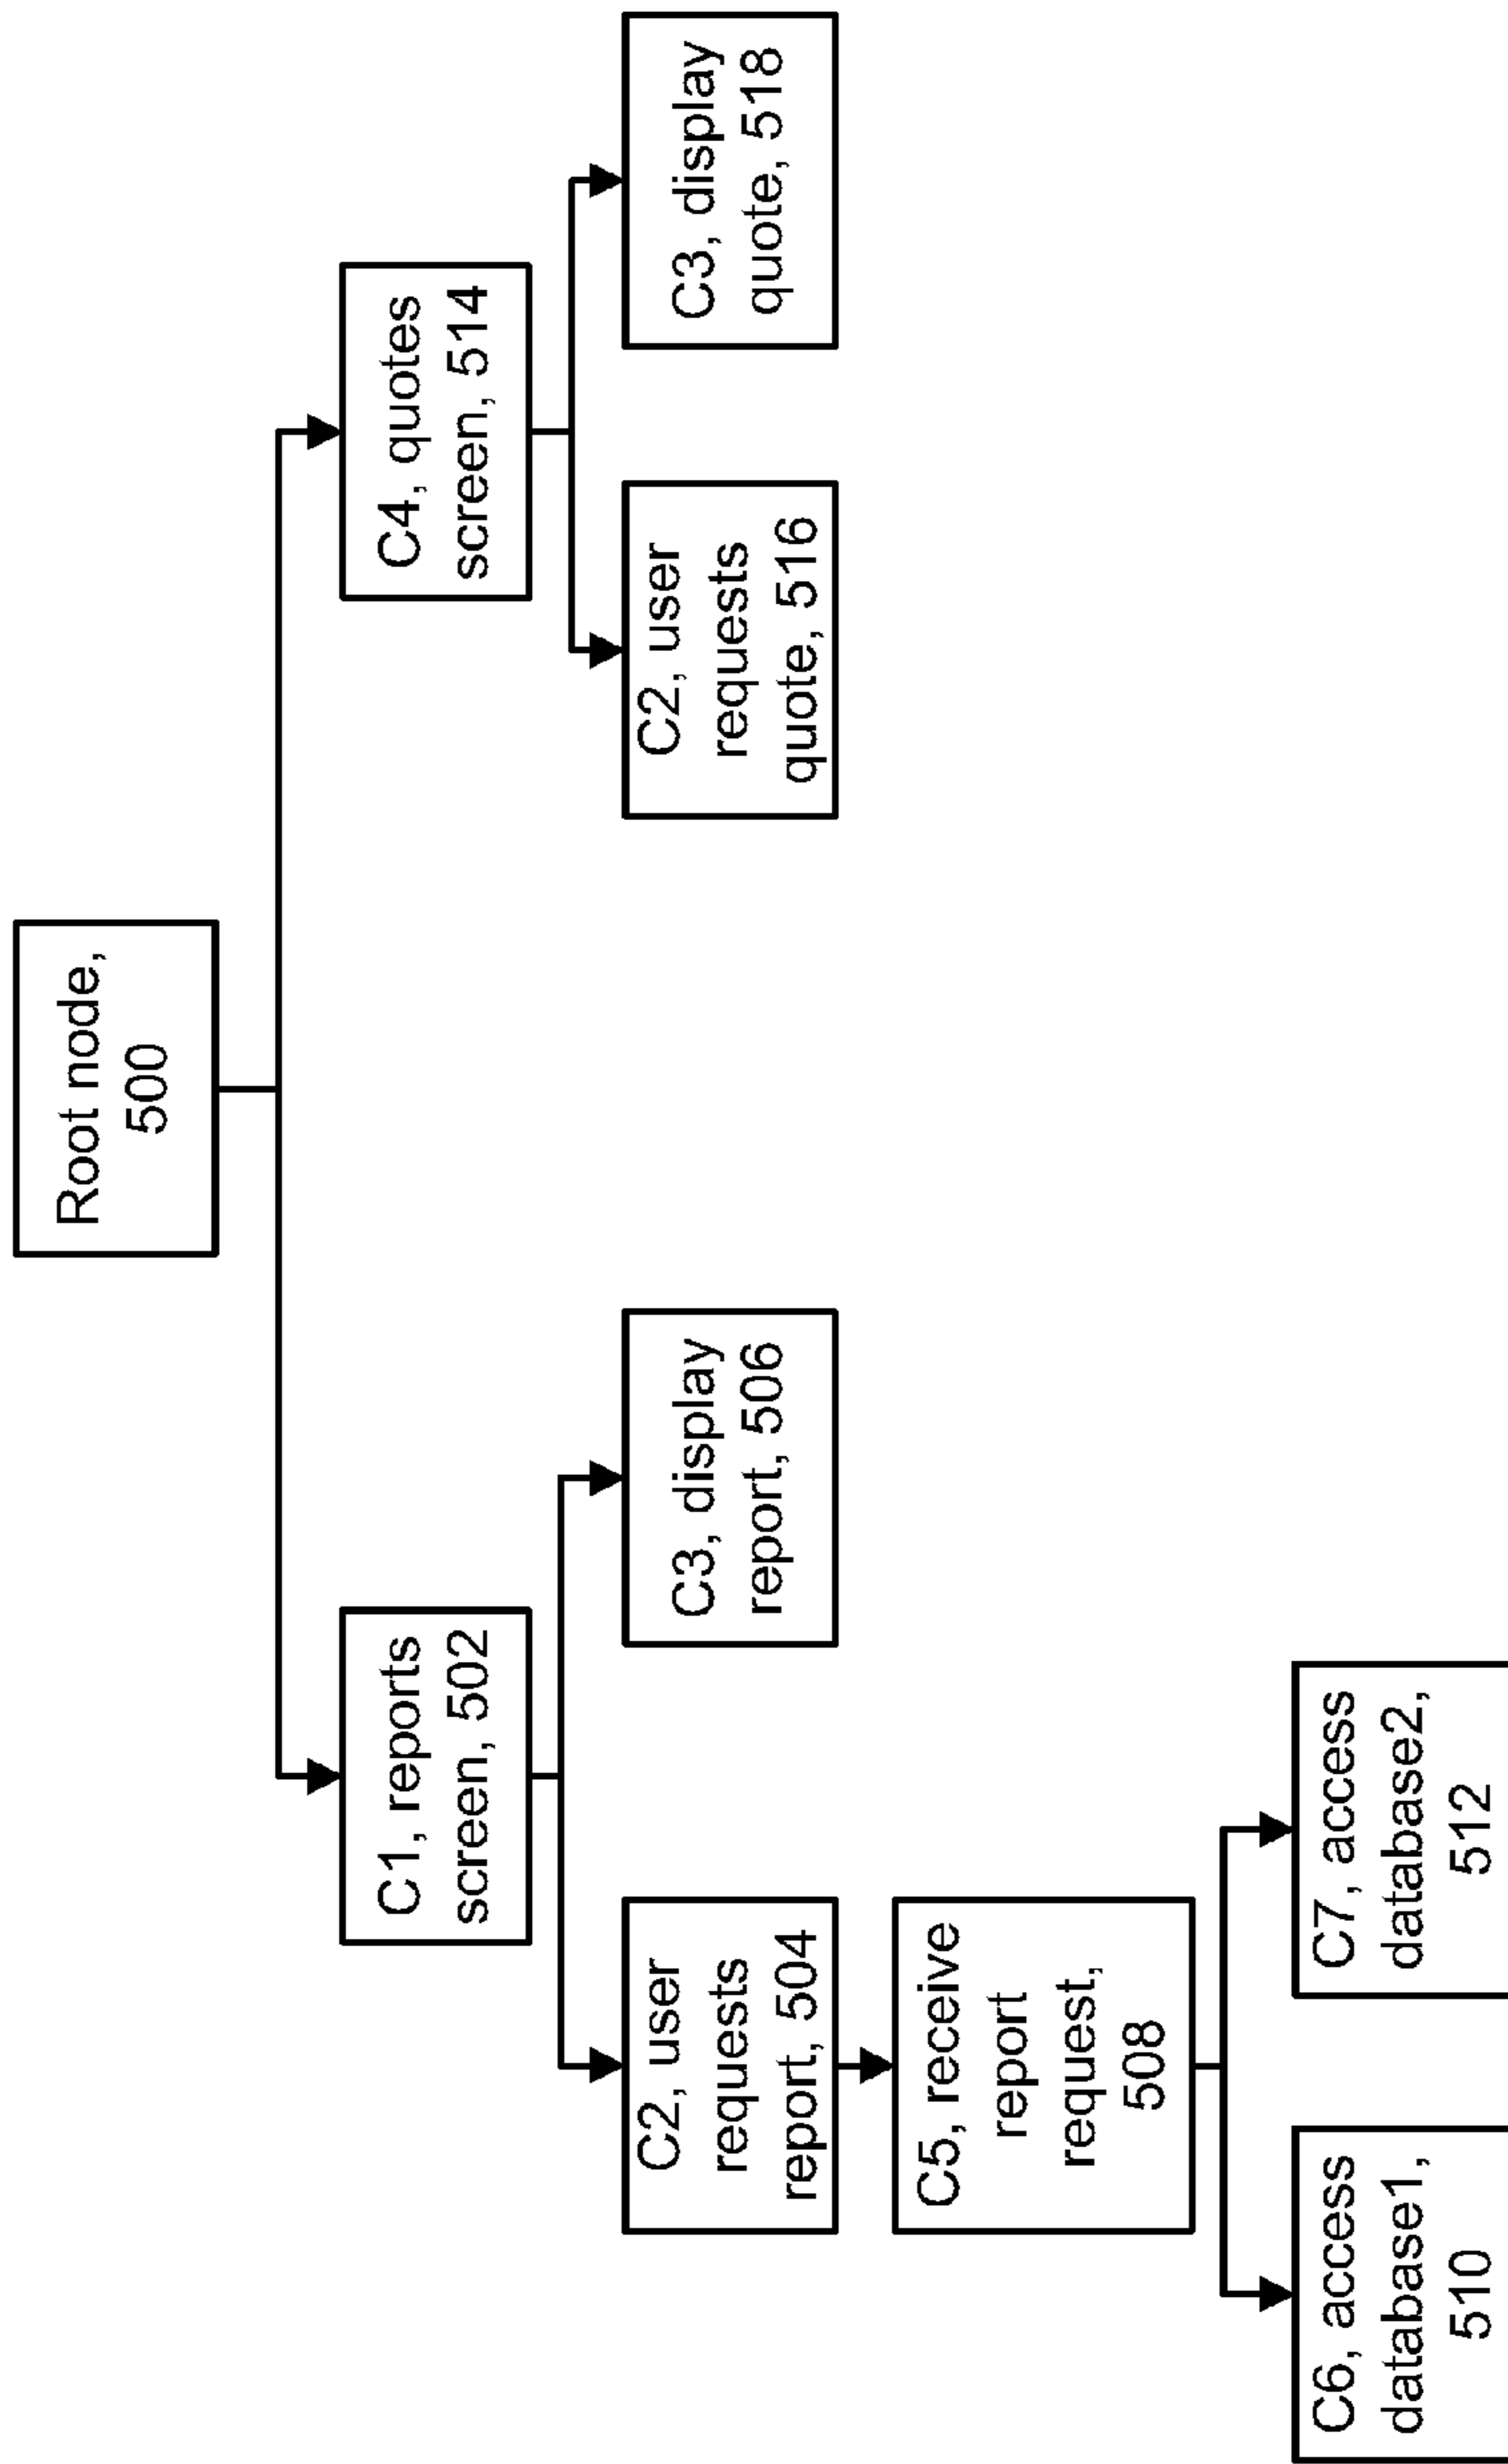 Root node,
500
C1, reports
screen, 502
C4, quotes
screen, 514
C2, user
requests
report, 504
C3, display
report, 506
C2, user
requests
quote, 516
C3, display
quote, 518
C5, receive
report
request,
508
C6, access
database1,
510
C7, access
database2,
512